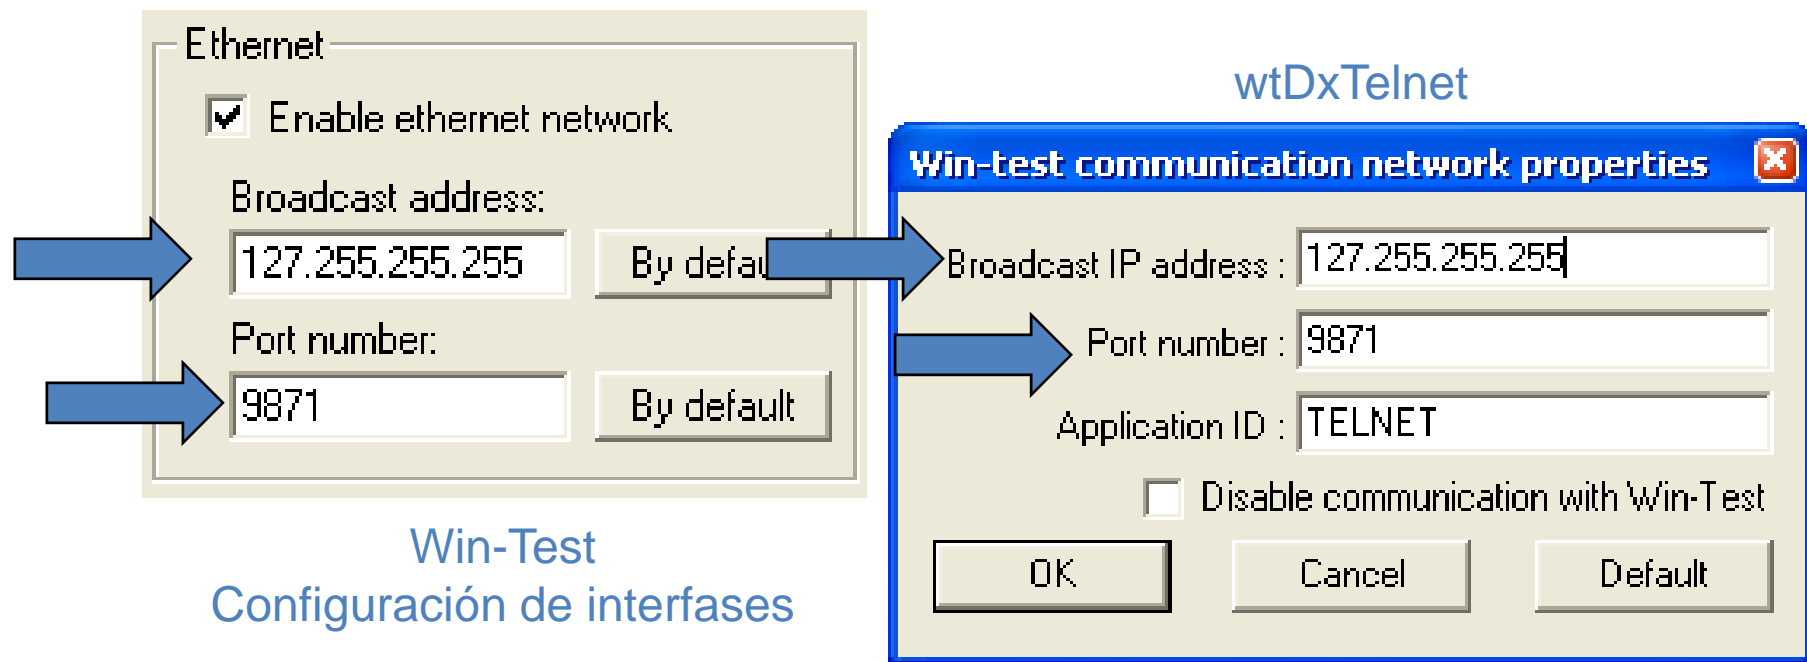 Ethernet
Enable ethernet network
Broadcast address:
127.255.255.255
By defau
Port number:
9871
By default
Win-Test
Configuración de interfases
wtDxTelnet
Win-test communication network properties
Broadcast IP address : 127.255.255.255
Port number : 9871
Application ID : TELNET
Disable communication with Win-Test
OK Cancel Default